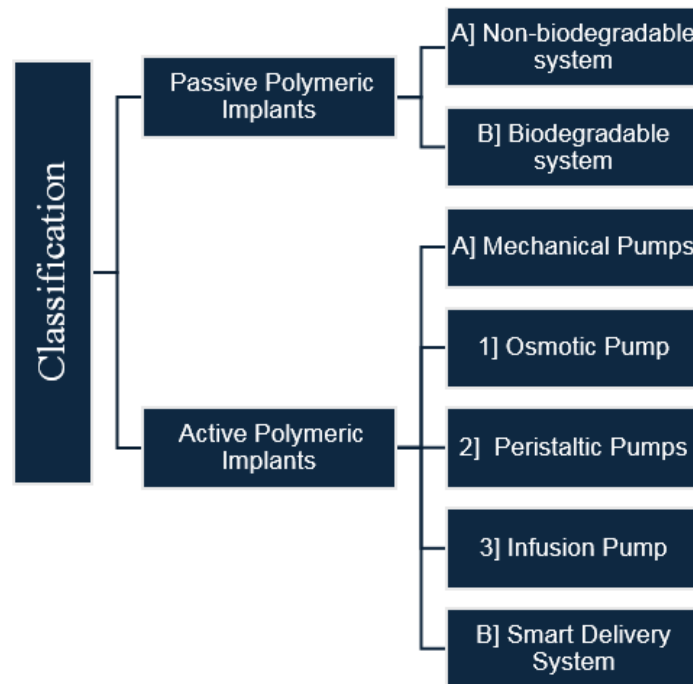 Classification
Passive Polymeric
Implants
A] Non-biodegradable
system
B] Biodegradable
system
Active Polymeric
Implants
A] Mechanical Pumps
1] Osmotic Pump
2]  Peristaltic Pumps
3] Infusion Pump
B] Smart Delivery
System